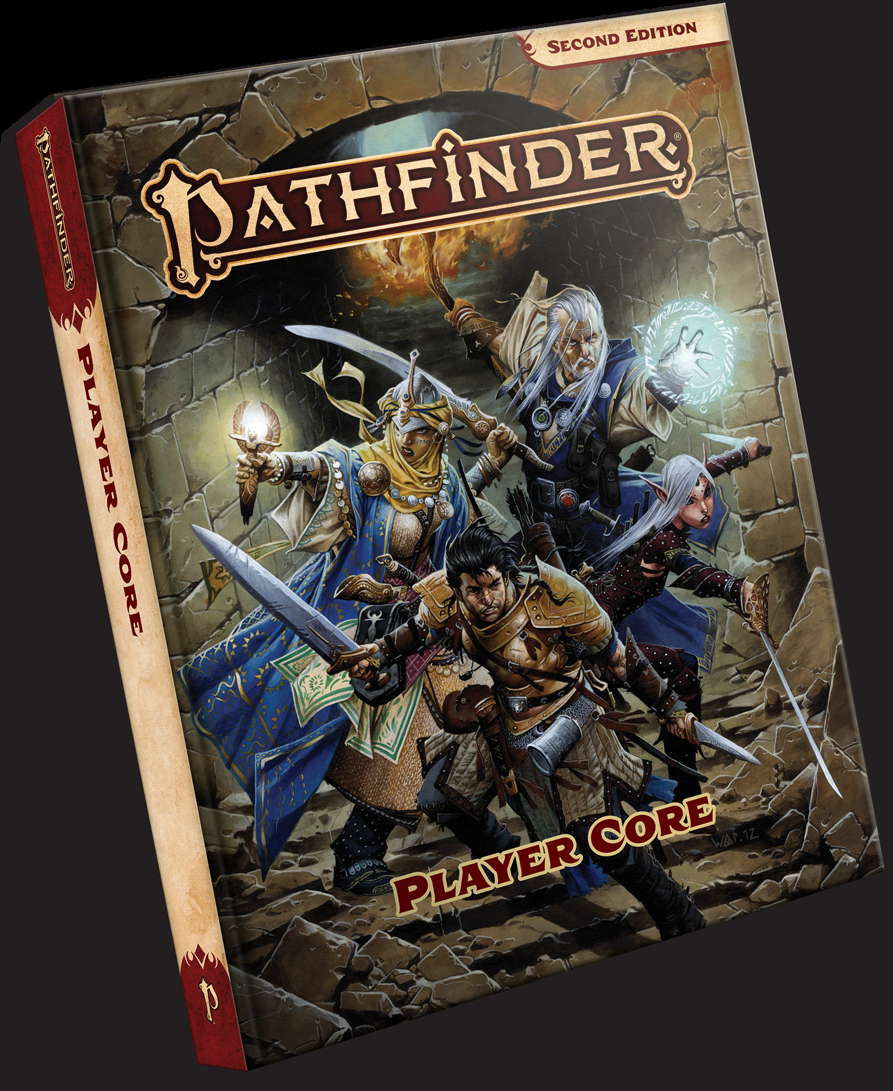 SECOND EDITION
PATHFINDER®
PLAYER CORE
WAR.12
PATHFINDER
PLAYER CORE
P